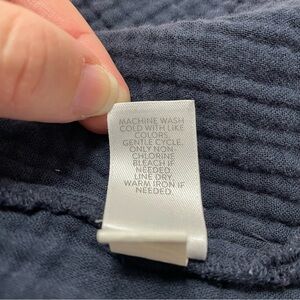 MACHINE WASH
COLD WITH LIKE
COLORS.
GENTLE CYCLE.
ONLY NON-
CHLORINE
BLEACH IF
NEEDED.
LINE DRY.
WARM IRON IF
NEEDED.